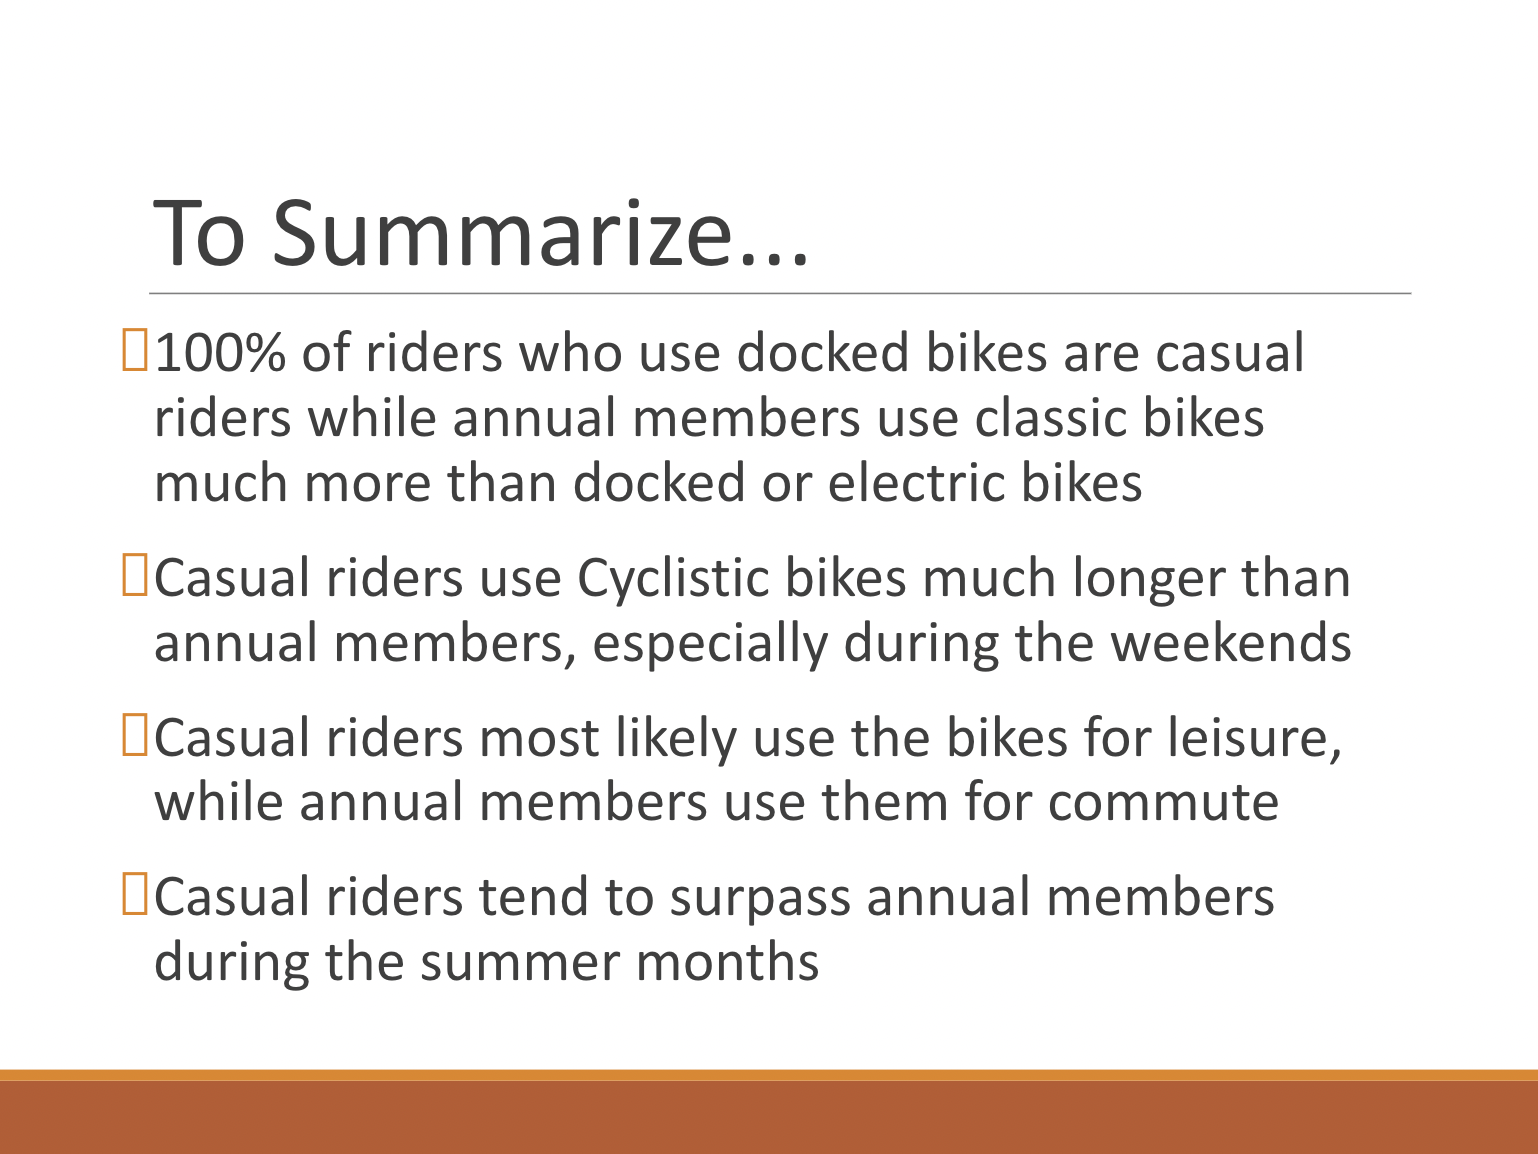 To Summarize...
100% of riders who use docked bikes are casual
riders while annual members use classic bikes
much more than docked or electric bikes
Casual riders use Cyclistic bikes much longer than
annual members, especially during the weekends
Casual riders most likely use the bikes for leisure,
while annual members use them for commute
Casual riders tend to surpass annual members
during the summer months